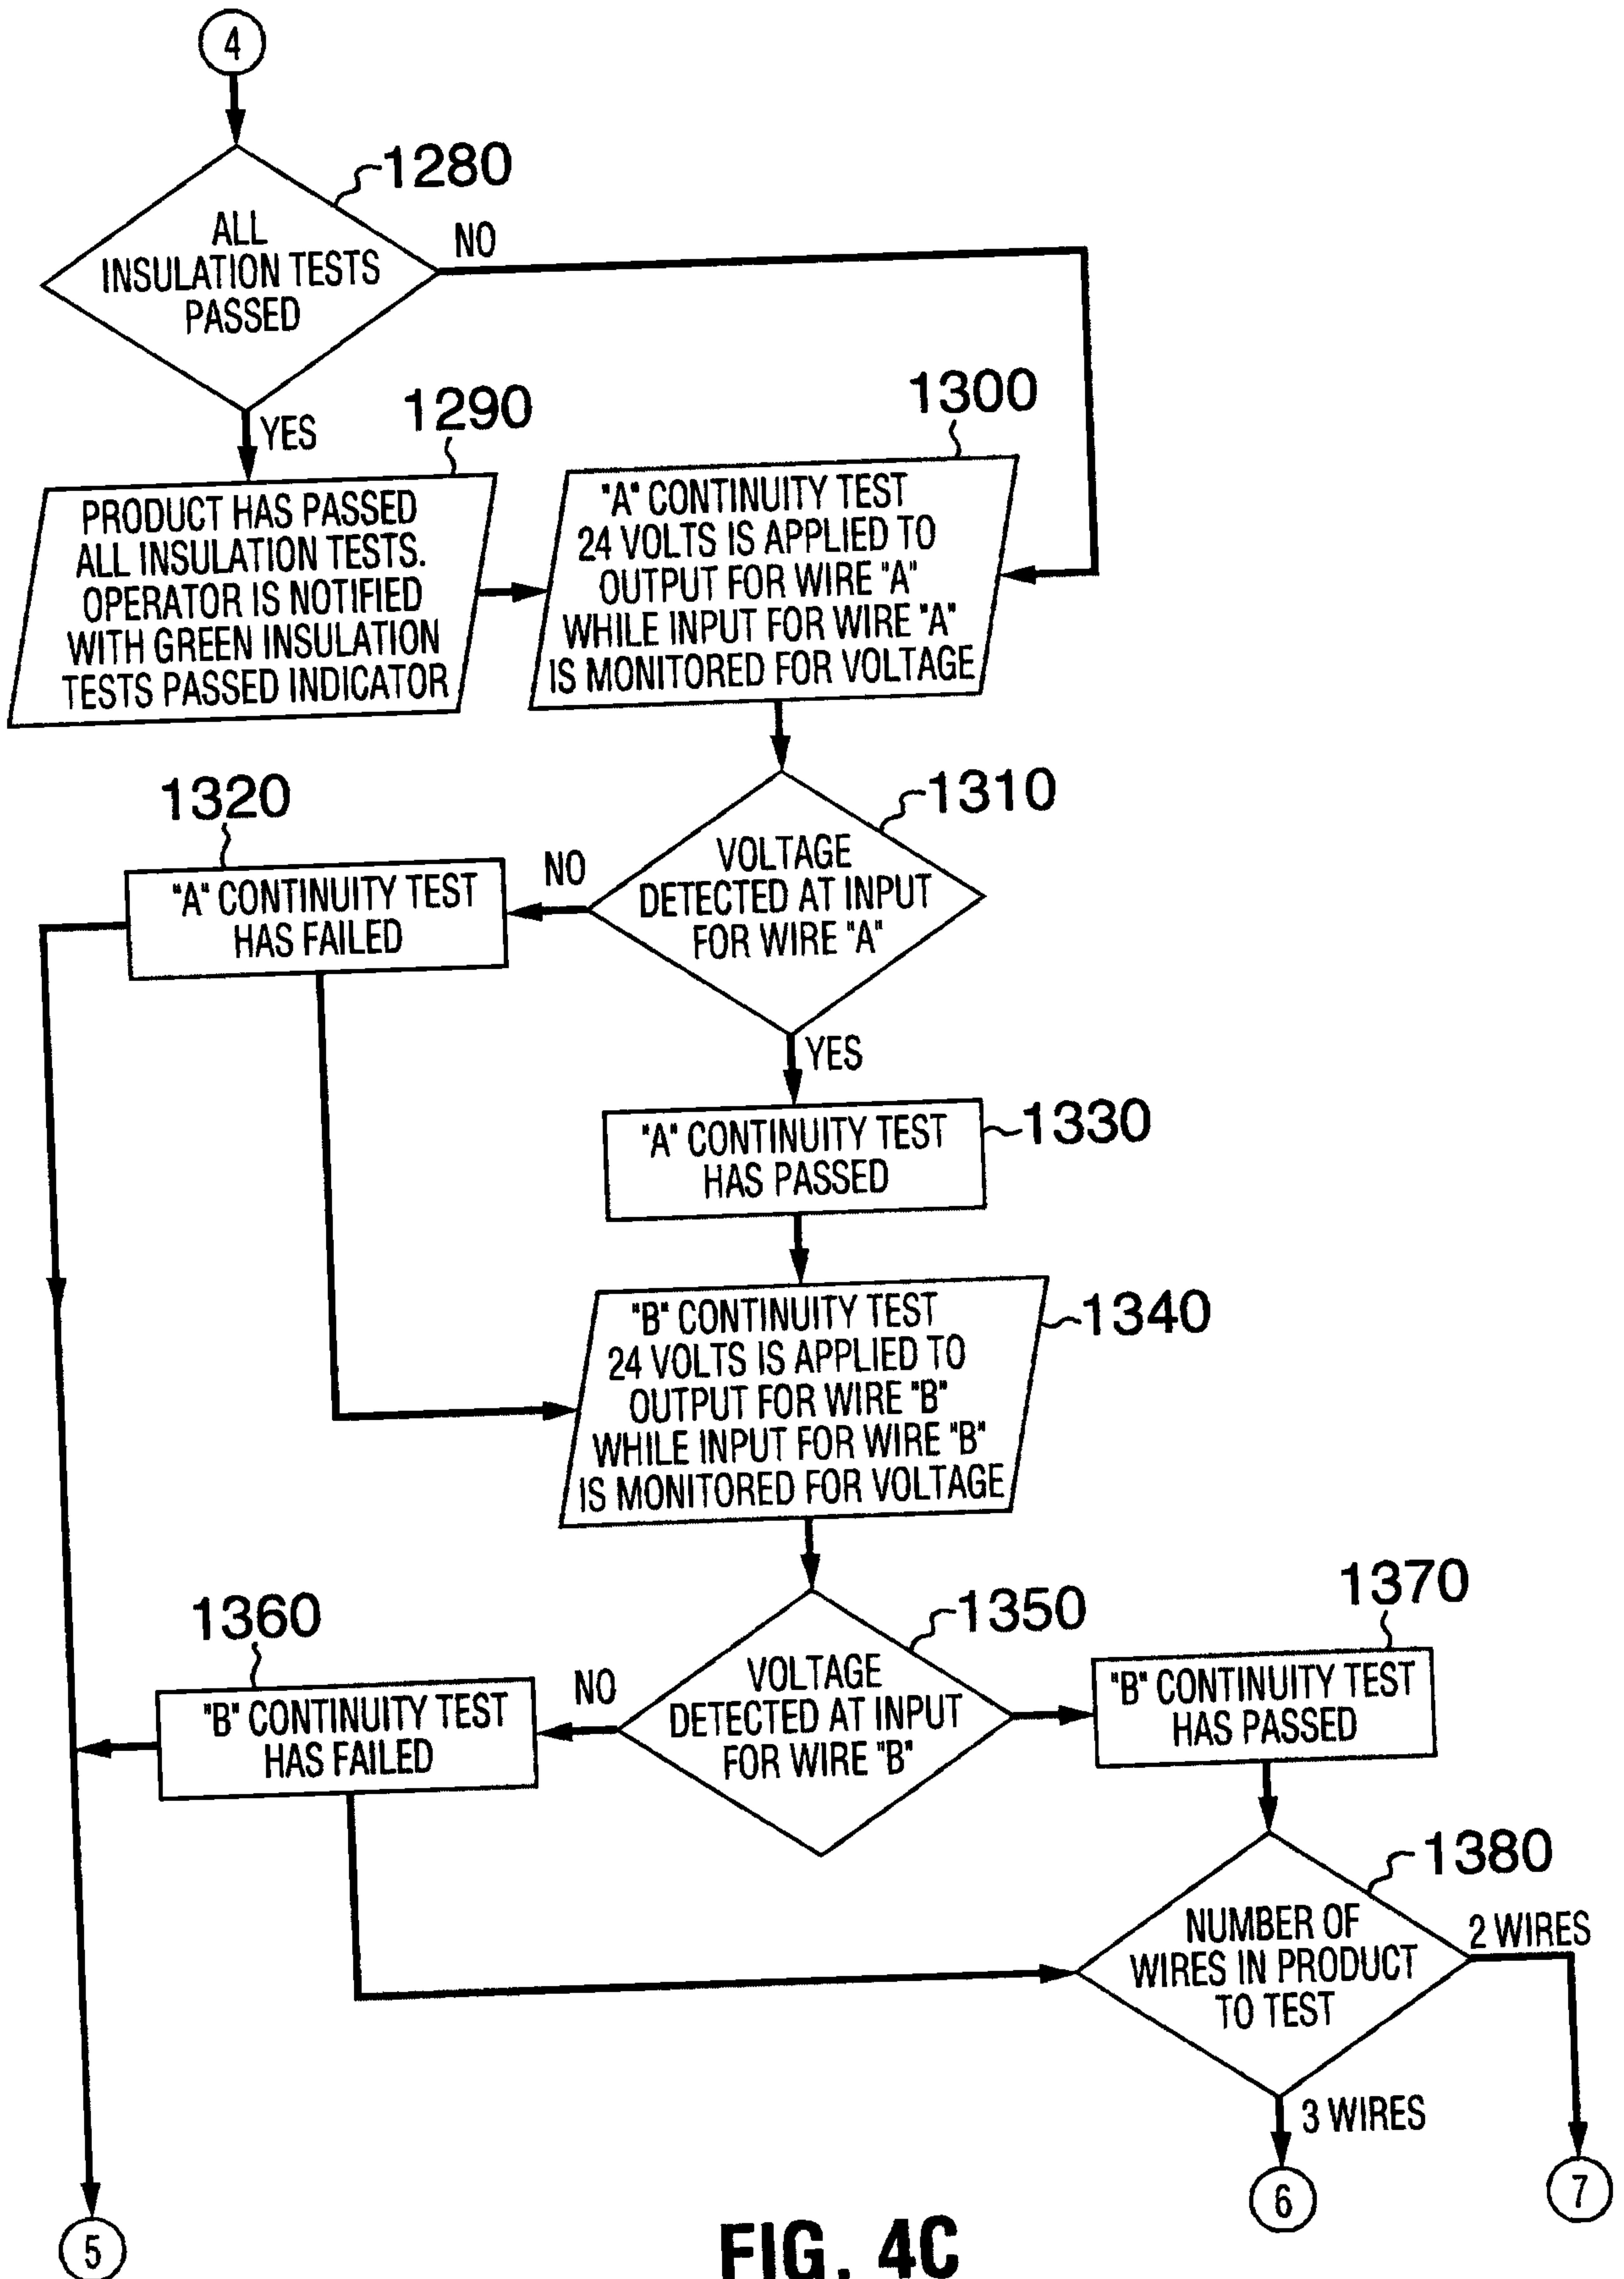 4
1280
ALL
INSULATION TESTS
PASSED
NO
YES
1290
PRODUCT HAS PASSED
ALL INSULATION TESTS.
OPERATOR IS NOTIFIED
WITH GREEN INSULATION
TESTS PASSED INDICATOR
1300
"A" CONTINUITY TEST
24 VOLTS IS APPLIED TO
OUTPUT FOR WIRE "A"
WHILE INPUT FOR WIRE "A"
IS MONITORED FOR VOLTAGE
1310
VOLTAGE
DETECTED AT INPUT
FOR WIRE "A"
NO
1320
"A" CONTINUITY TEST
HAS FAILED
YES
"A" CONTINUITY TEST
HAS PASSED
1330
"B" CONTINUITY TEST
24 VOLTS IS APPLIED TO
OUTPUT FOR WIRE "B"
WHILE INPUT FOR WIRE "B"
IS MONITORED FOR VOLTAGE
1340
1350
VOLTAGE
DETECTED AT INPUT
FOR WIRE "B"
NO
1360
"B" CONTINUITY TEST
HAS FAILED
1370
"B" CONTINUITY TEST
HAS PASSED
1380
NUMBER OF
WIRES IN PRODUCT
TO TEST
2 WIRES
3 WIRES
5
6
7
FIG. 4C